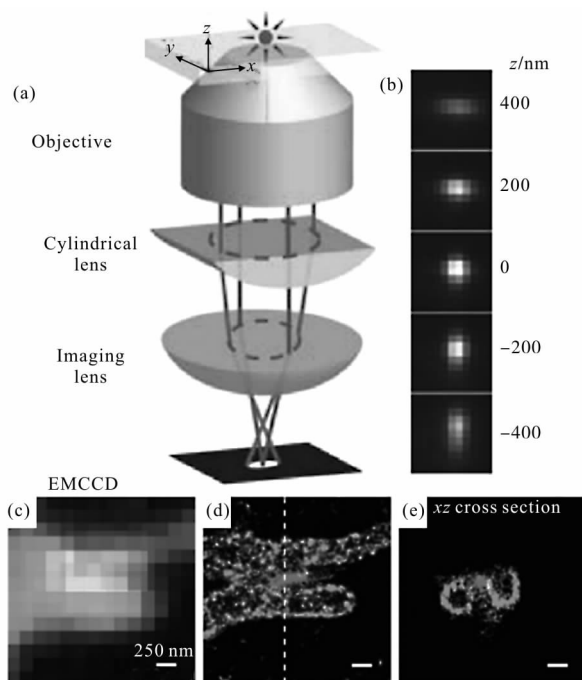 (a)
z
y
x
Objective
Cylindrical
lens
Imaging
lens
EMCCD
(b)
z/nm
400
200
0
−200
−400
(c)
250 nm
(d)
(e)
xz cross section